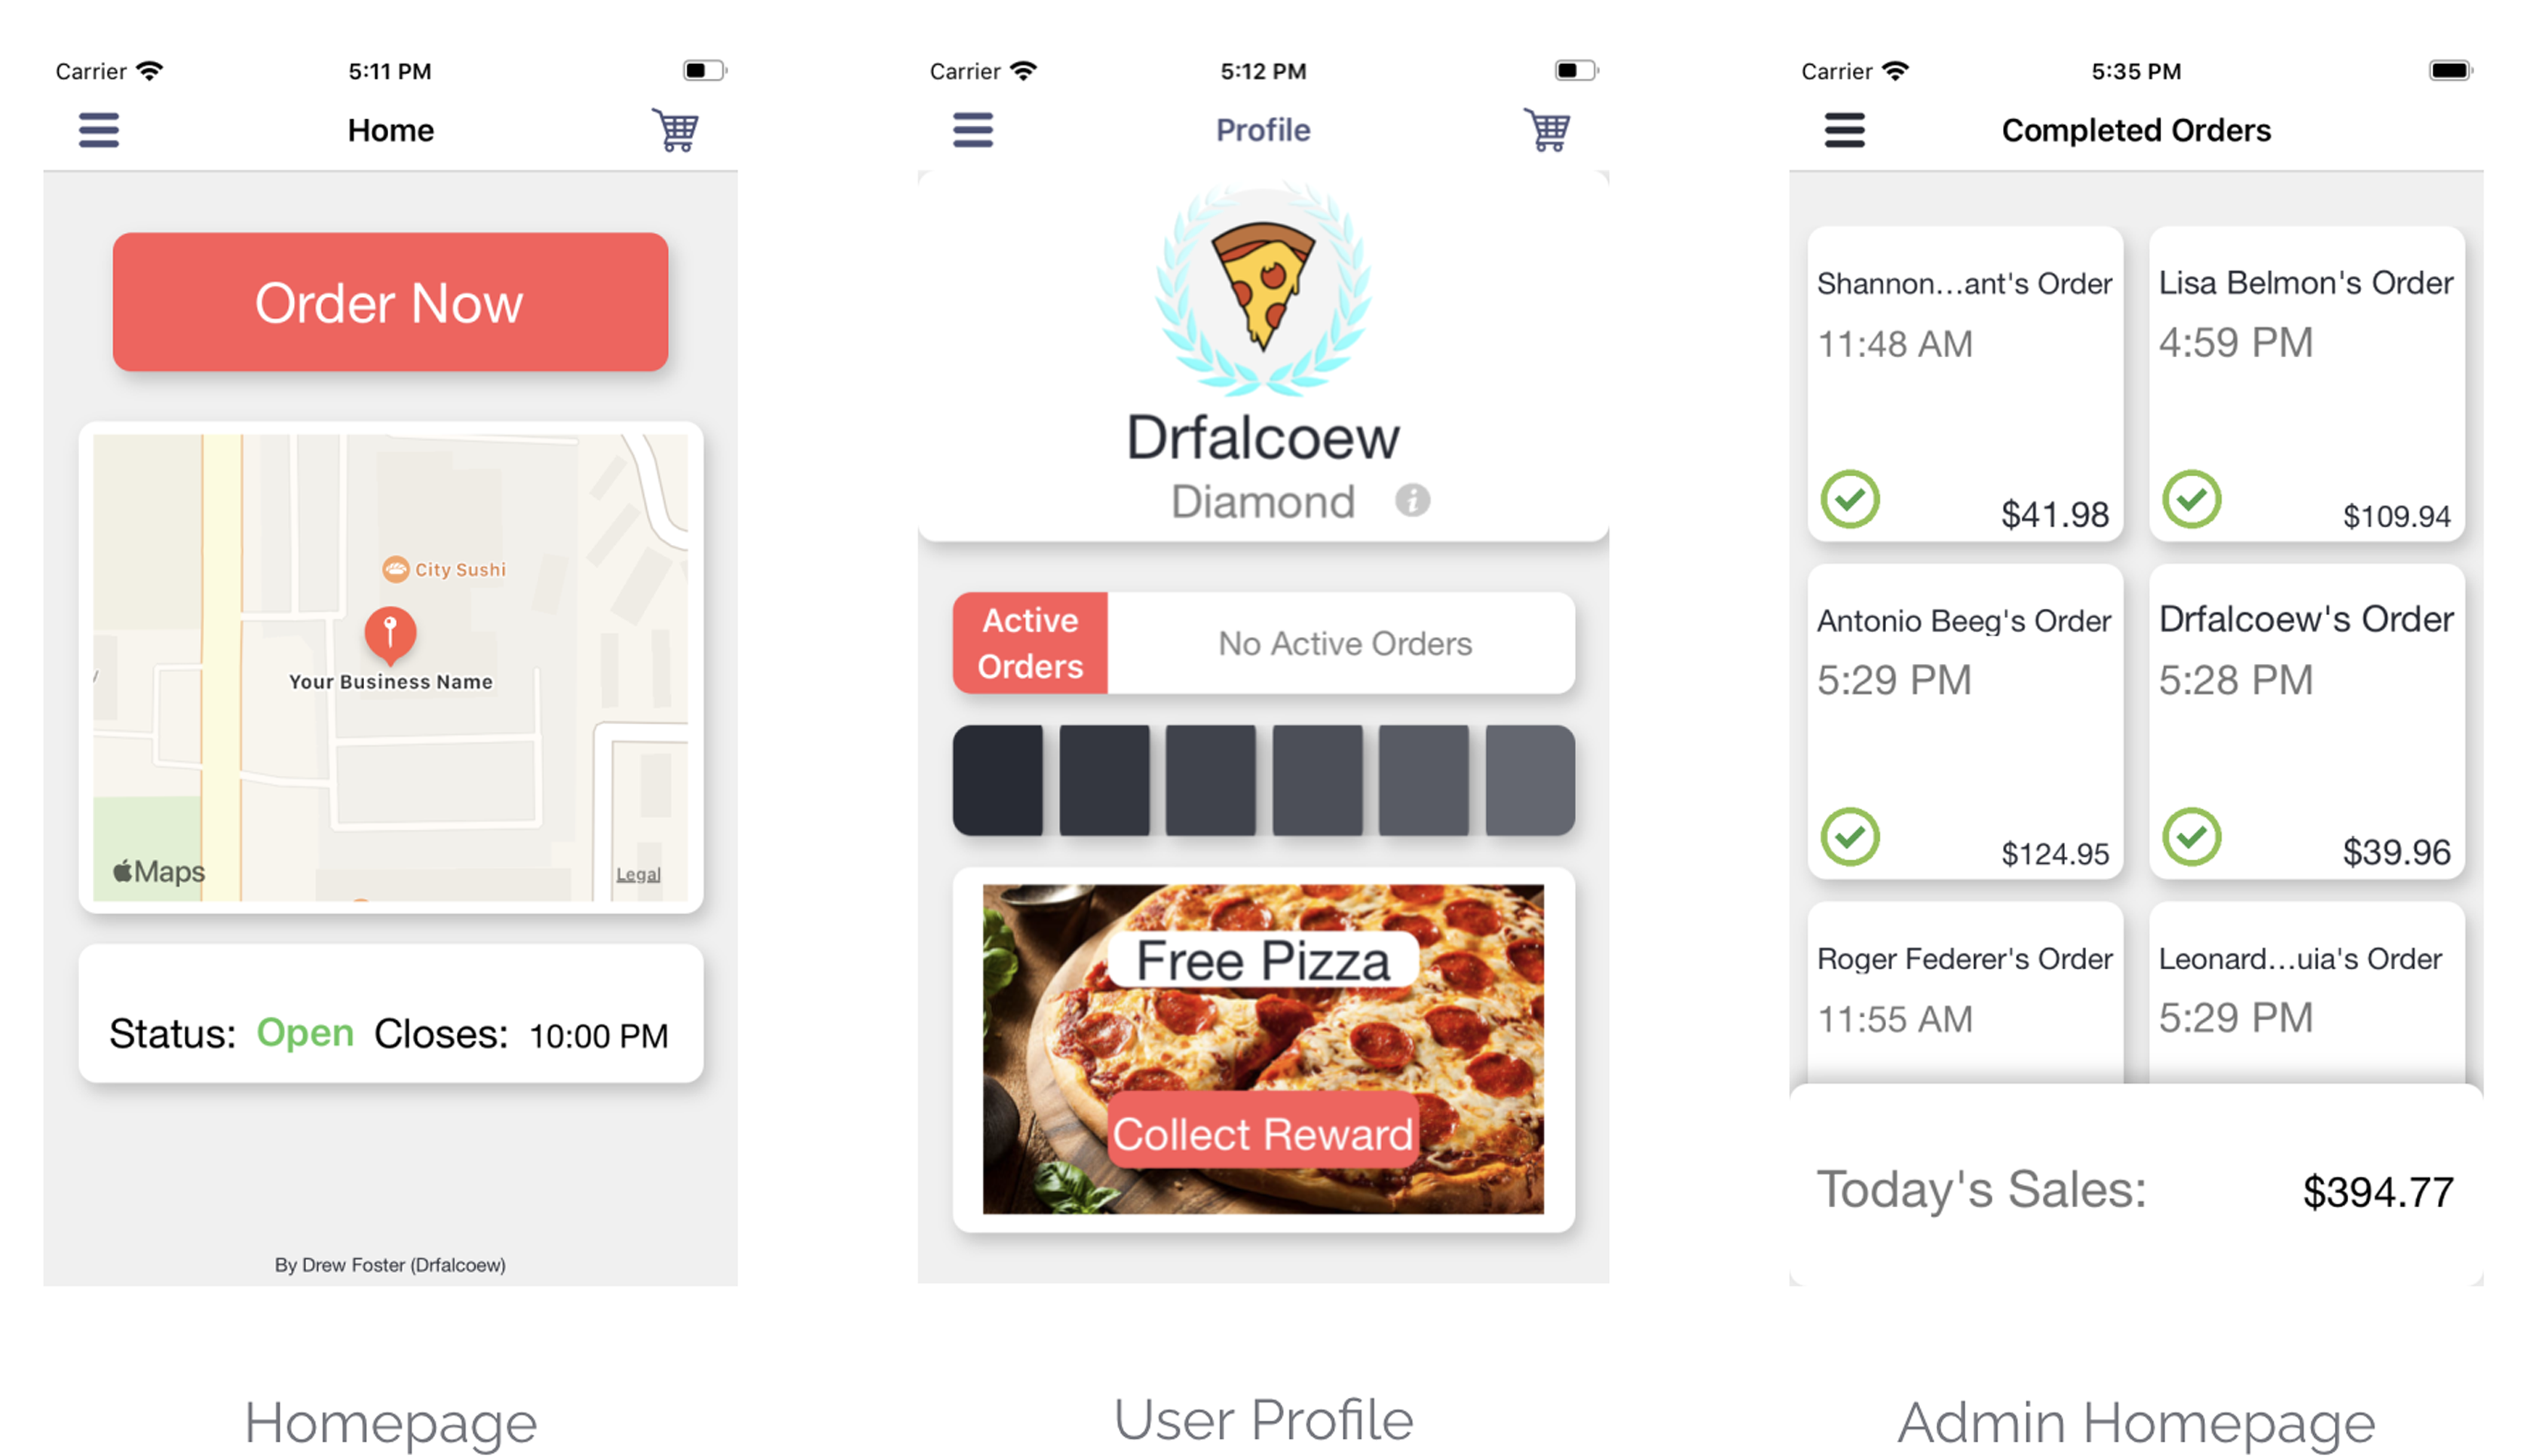 Carrier 5:11 PM
Home
Order Now
City Sushi
Your Business Name
Maps
Legal
Status: Open Closes: 10:00 PM
By Drew Foster (Drfalcoew)
Homepage
Carrier 5:12 PM
Profile
Drfalcoew
Diamond i
Active
Orders
No Active Orders
Free Pizza
Collect Reward
User Profile
Carrier 5:35 PM
Completed Orders
Shannon...ant's Order
11:48 AM
$41.98
Lisa Belmon's Order
4:59 PM
$109.94
Antonio Beeg's Order
5:29 PM
$124.95
Drfalcoew's Order
5:28 PM
$39.96
Roger Federer's Order
11:55 AM
Leonard...uia's Order
5:29 PM
Today's Sales: $394.77
Admin Homepage